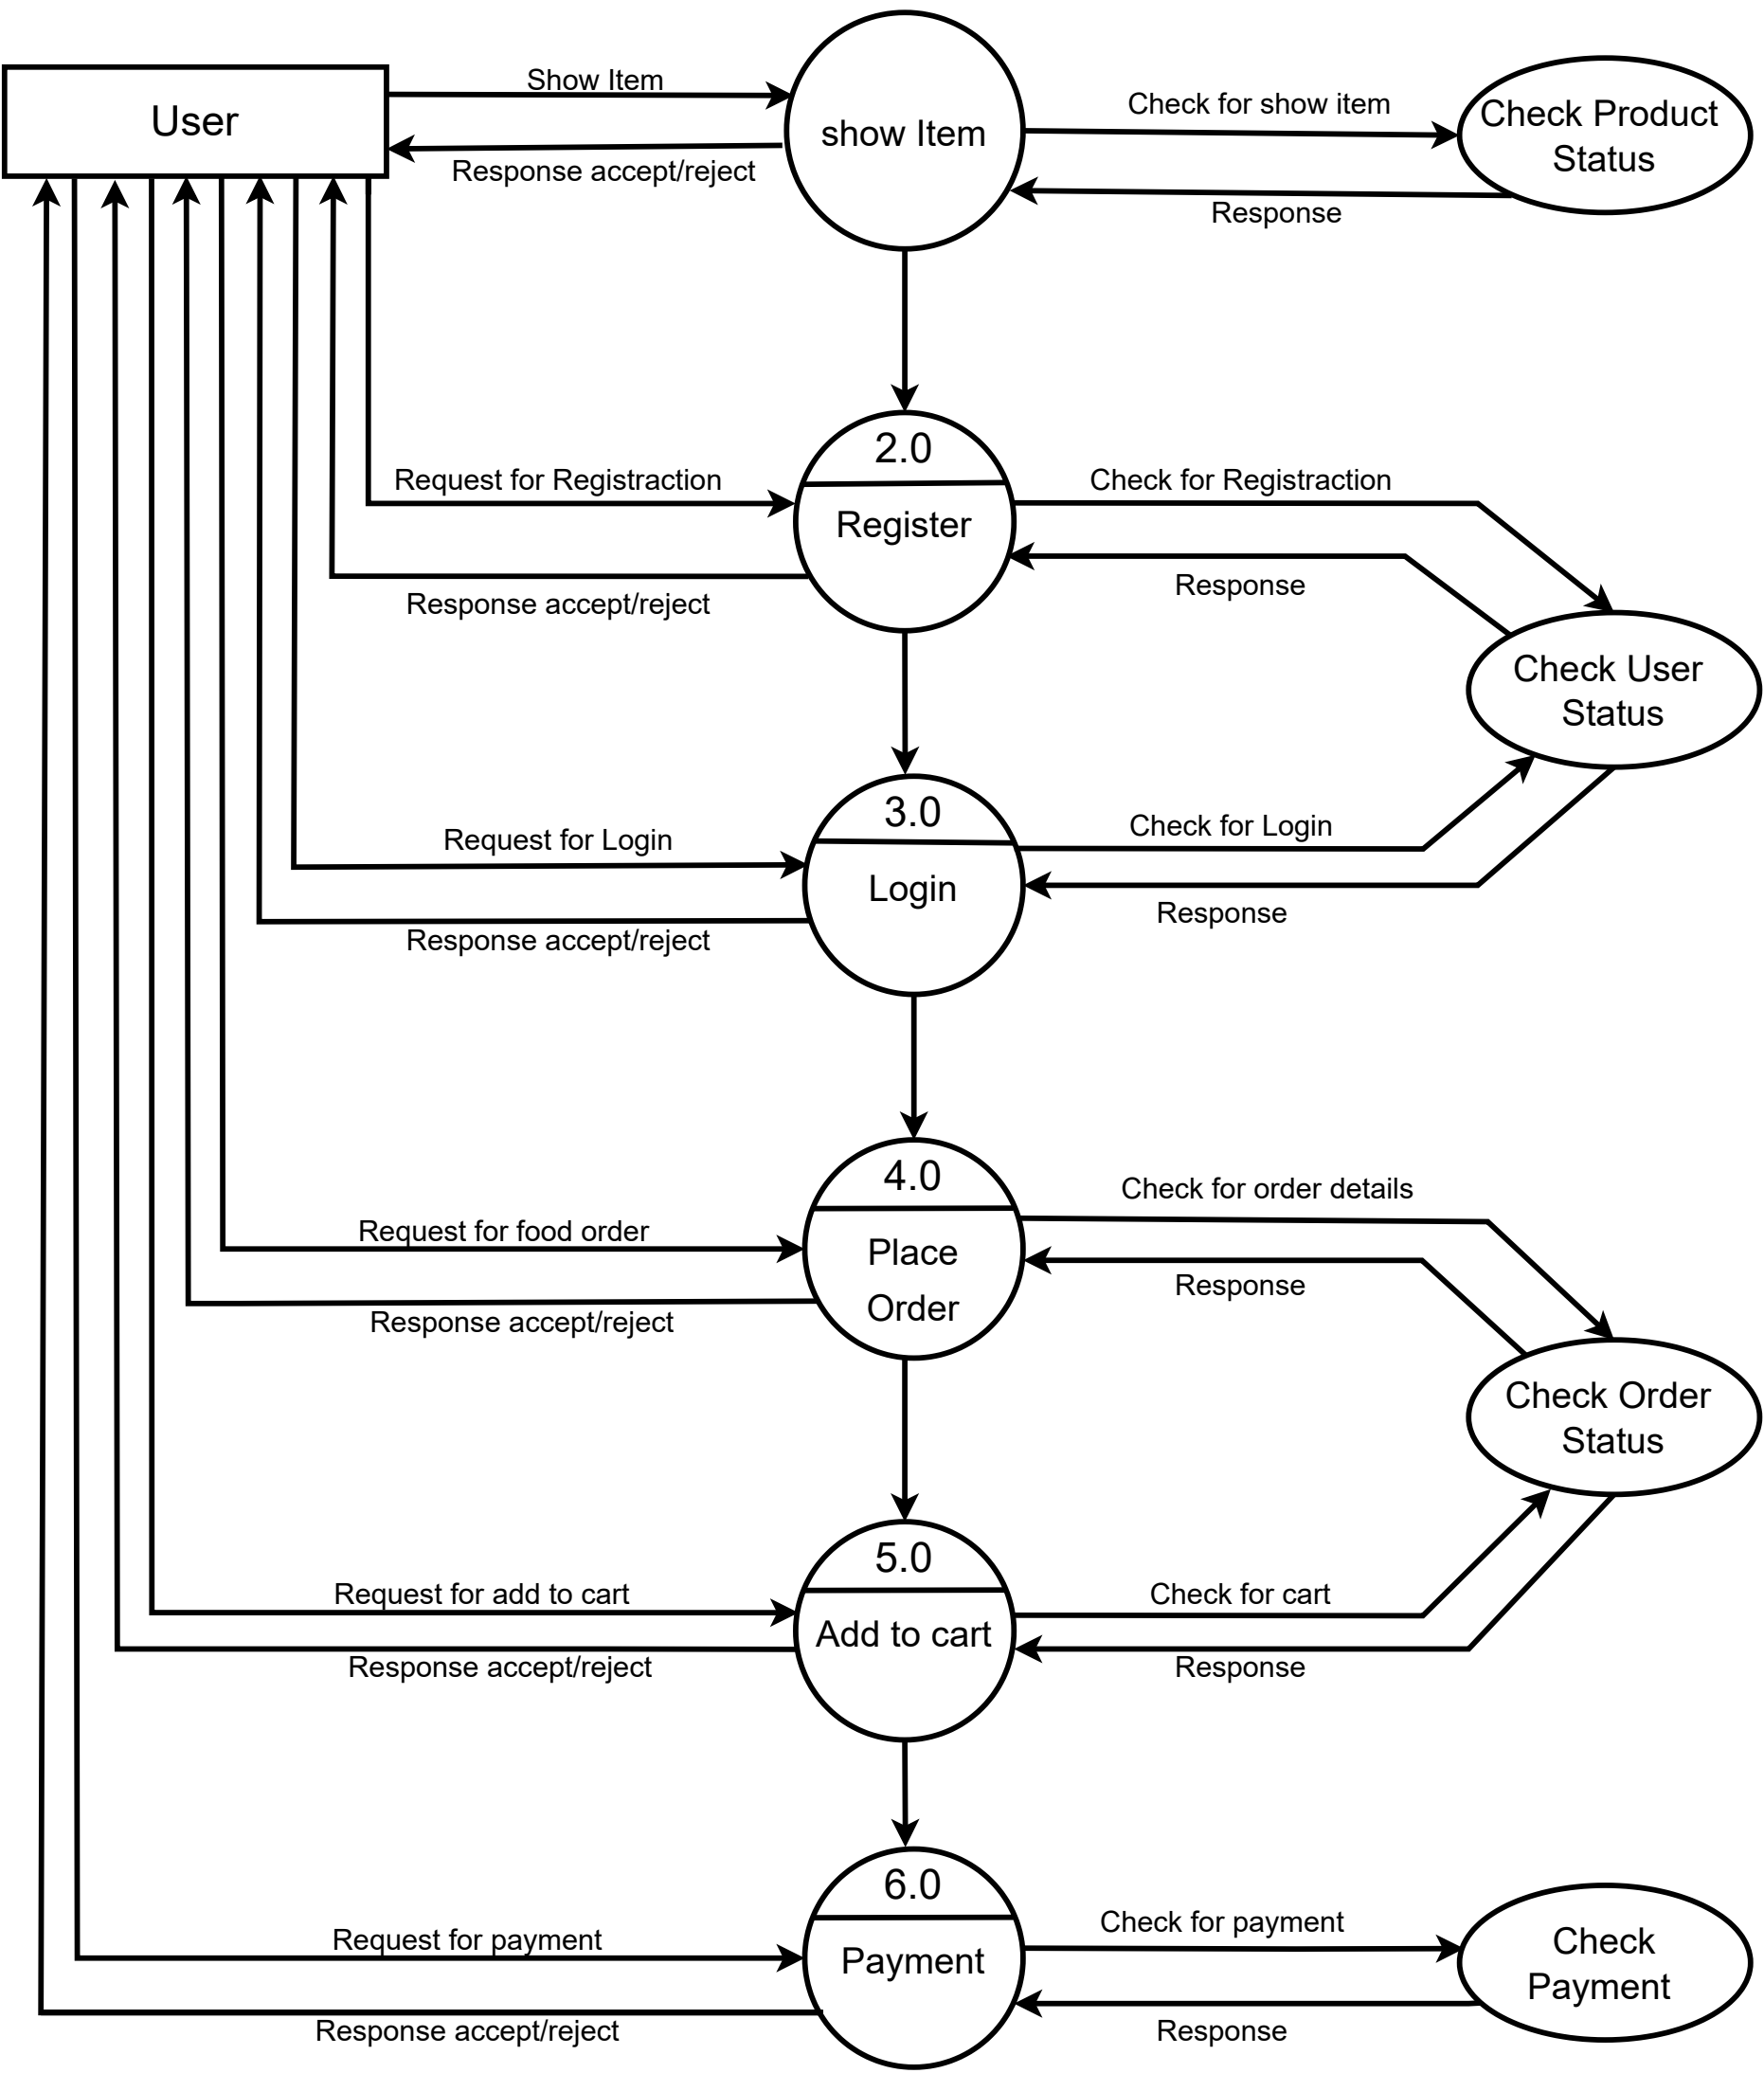 User
Show Item
Response accept/reject
show Item
Check for show item
Response
Check Product
Status
Request for Registraction
Response accept/reject
2.0
Register
Check for Registraction
Response
Check User
Status
Request for Login
Response accept/reject
3.0
Login
Check for Login
Response
Request for food order
Response accept/reject
4.0
Place
Order
Check for order details
Response
Check Order
Status
Request for add to cart
Response accept/reject
5.0
Add to cart
Check for cart
Response
Request for payment
Response accept/reject
6.0
Payment
Check for payment
Response
Check
Payment